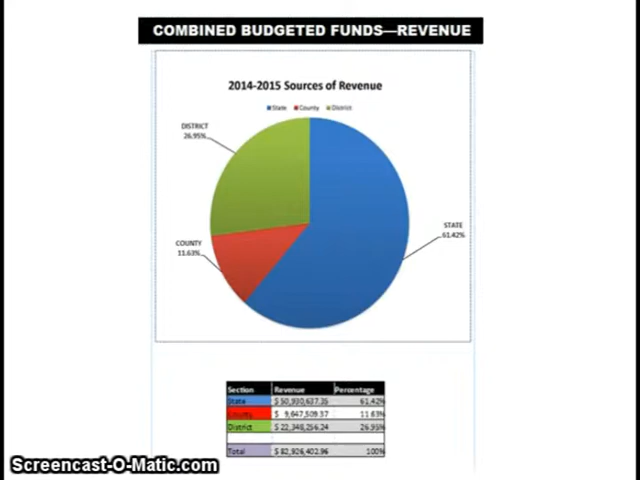 COMBINED BUDGETED FUNDS—REVENUE
2014-2015 Sources of Revenue
State County District
DISTRICT
26.95%
STATE
61.42%
COUNTY
11.63%
Section Revenue Percentage
State $ 50,930,637.35 61.42%
County $ 9,647,509.37 11.63%
District $ 22,348,256.24 26.95%
Total $ 82,926,402.96 100%
Screencast-O-Matic.com